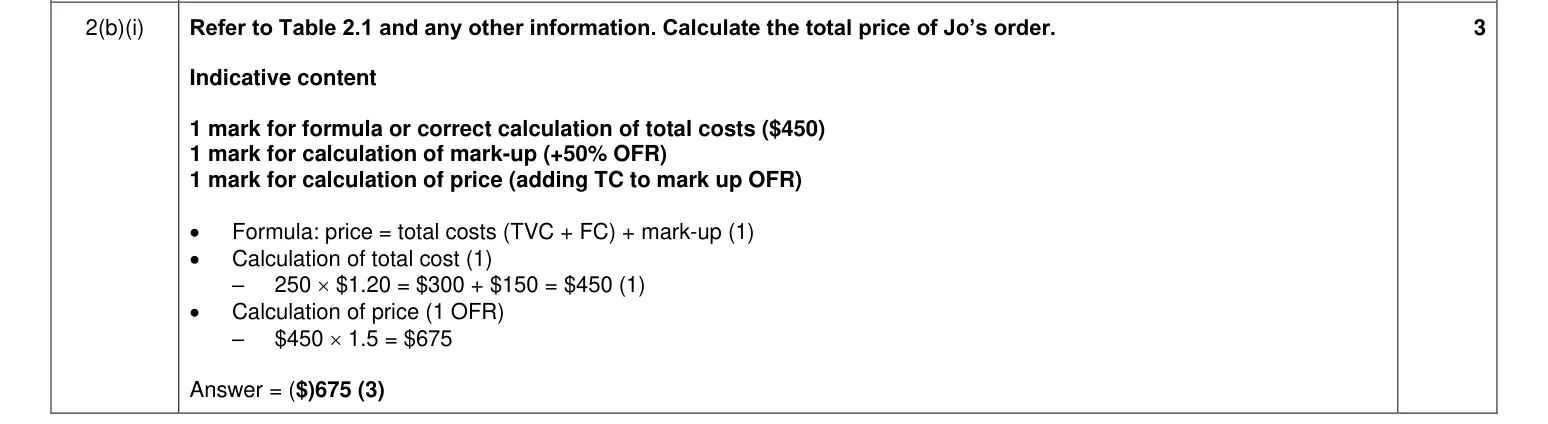 2(b)(i) Refer to Table 2.1 and any other information. Calculate the total price of Jo’s order. 3
Indicative content
1 mark for formula or correct calculation of total costs ($450)
1 mark for calculation of mark-up (+50% OFR)
1 mark for calculation of price (adding TC to mark up OFR)
• Formula: price = total costs (TVC + FC) + mark-up (1)
• Calculation of total cost (1)
– 250 × $1.20 = $300 + $150 = $450 (1)
• Calculation of price (1 OFR)
– $450 × 1.5 = $675
Answer = ($)675 (3)